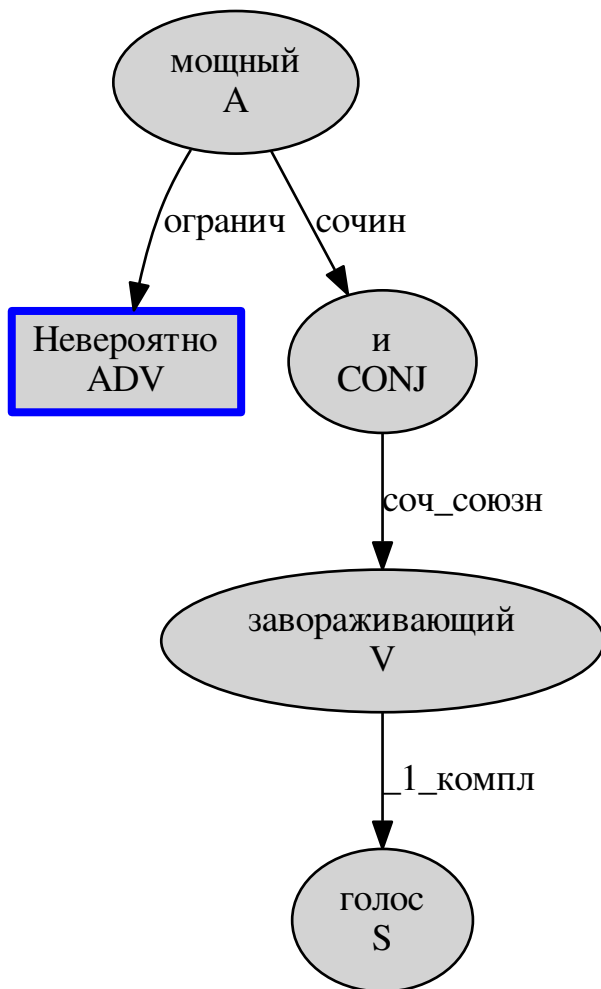 мощный
A
огранич
сочин
Невероятно
ADV
и
CONJ
соч_союзн
завораживающий
V
_1_компл
голос
S